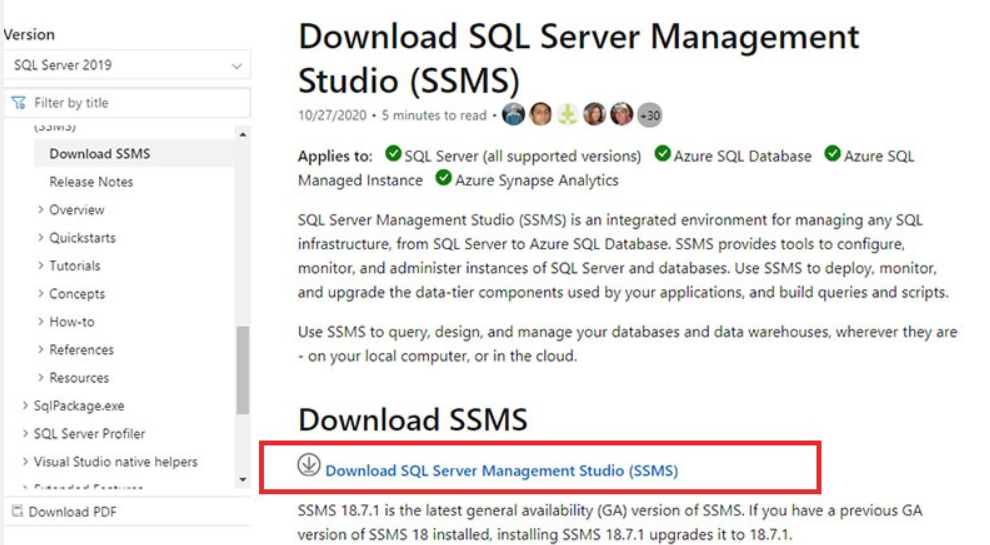 Version
SQL Server 2019
Filter by title
(SSMS)
Download SSMS
Release Notes
Overview
Quickstarts
Tutorials
Concepts
How-to
References
Resources
SqlPackage.exe
SQL Server Profiler
Visual Studio native helpers
Extended Features
Download PDF
Download SQL Server Management
Studio (SSMS)
10/27/2020 • 5 minutes to read • +30
Applies to: SQL Server (all supported versions) Azure SQL Database Azure SQL
Managed Instance Azure Synapse Analytics
SQL Server Management Studio (SSMS) is an integrated environment for managing any SQL
infrastructure, from SQL Server to Azure SQL Database. SSMS provides tools to configure,
monitor, and administer instances of SQL Server and databases. Use SSMS to deploy, monitor,
and upgrade the data-tier components used by your applications, and build queries and scripts.
Use SSMS to query, design, and manage your databases and data warehouses, wherever they are
- on your local computer, or in the cloud.
Download SSMS
Download SQL Server Management Studio (SSMS)
SSMS 18.7.1 is the latest general availability (GA) version of SSMS. If you have a previous GA
version of SSMS 18 installed, installing SSMS 18.7.1 upgrades it to 18.7.1.